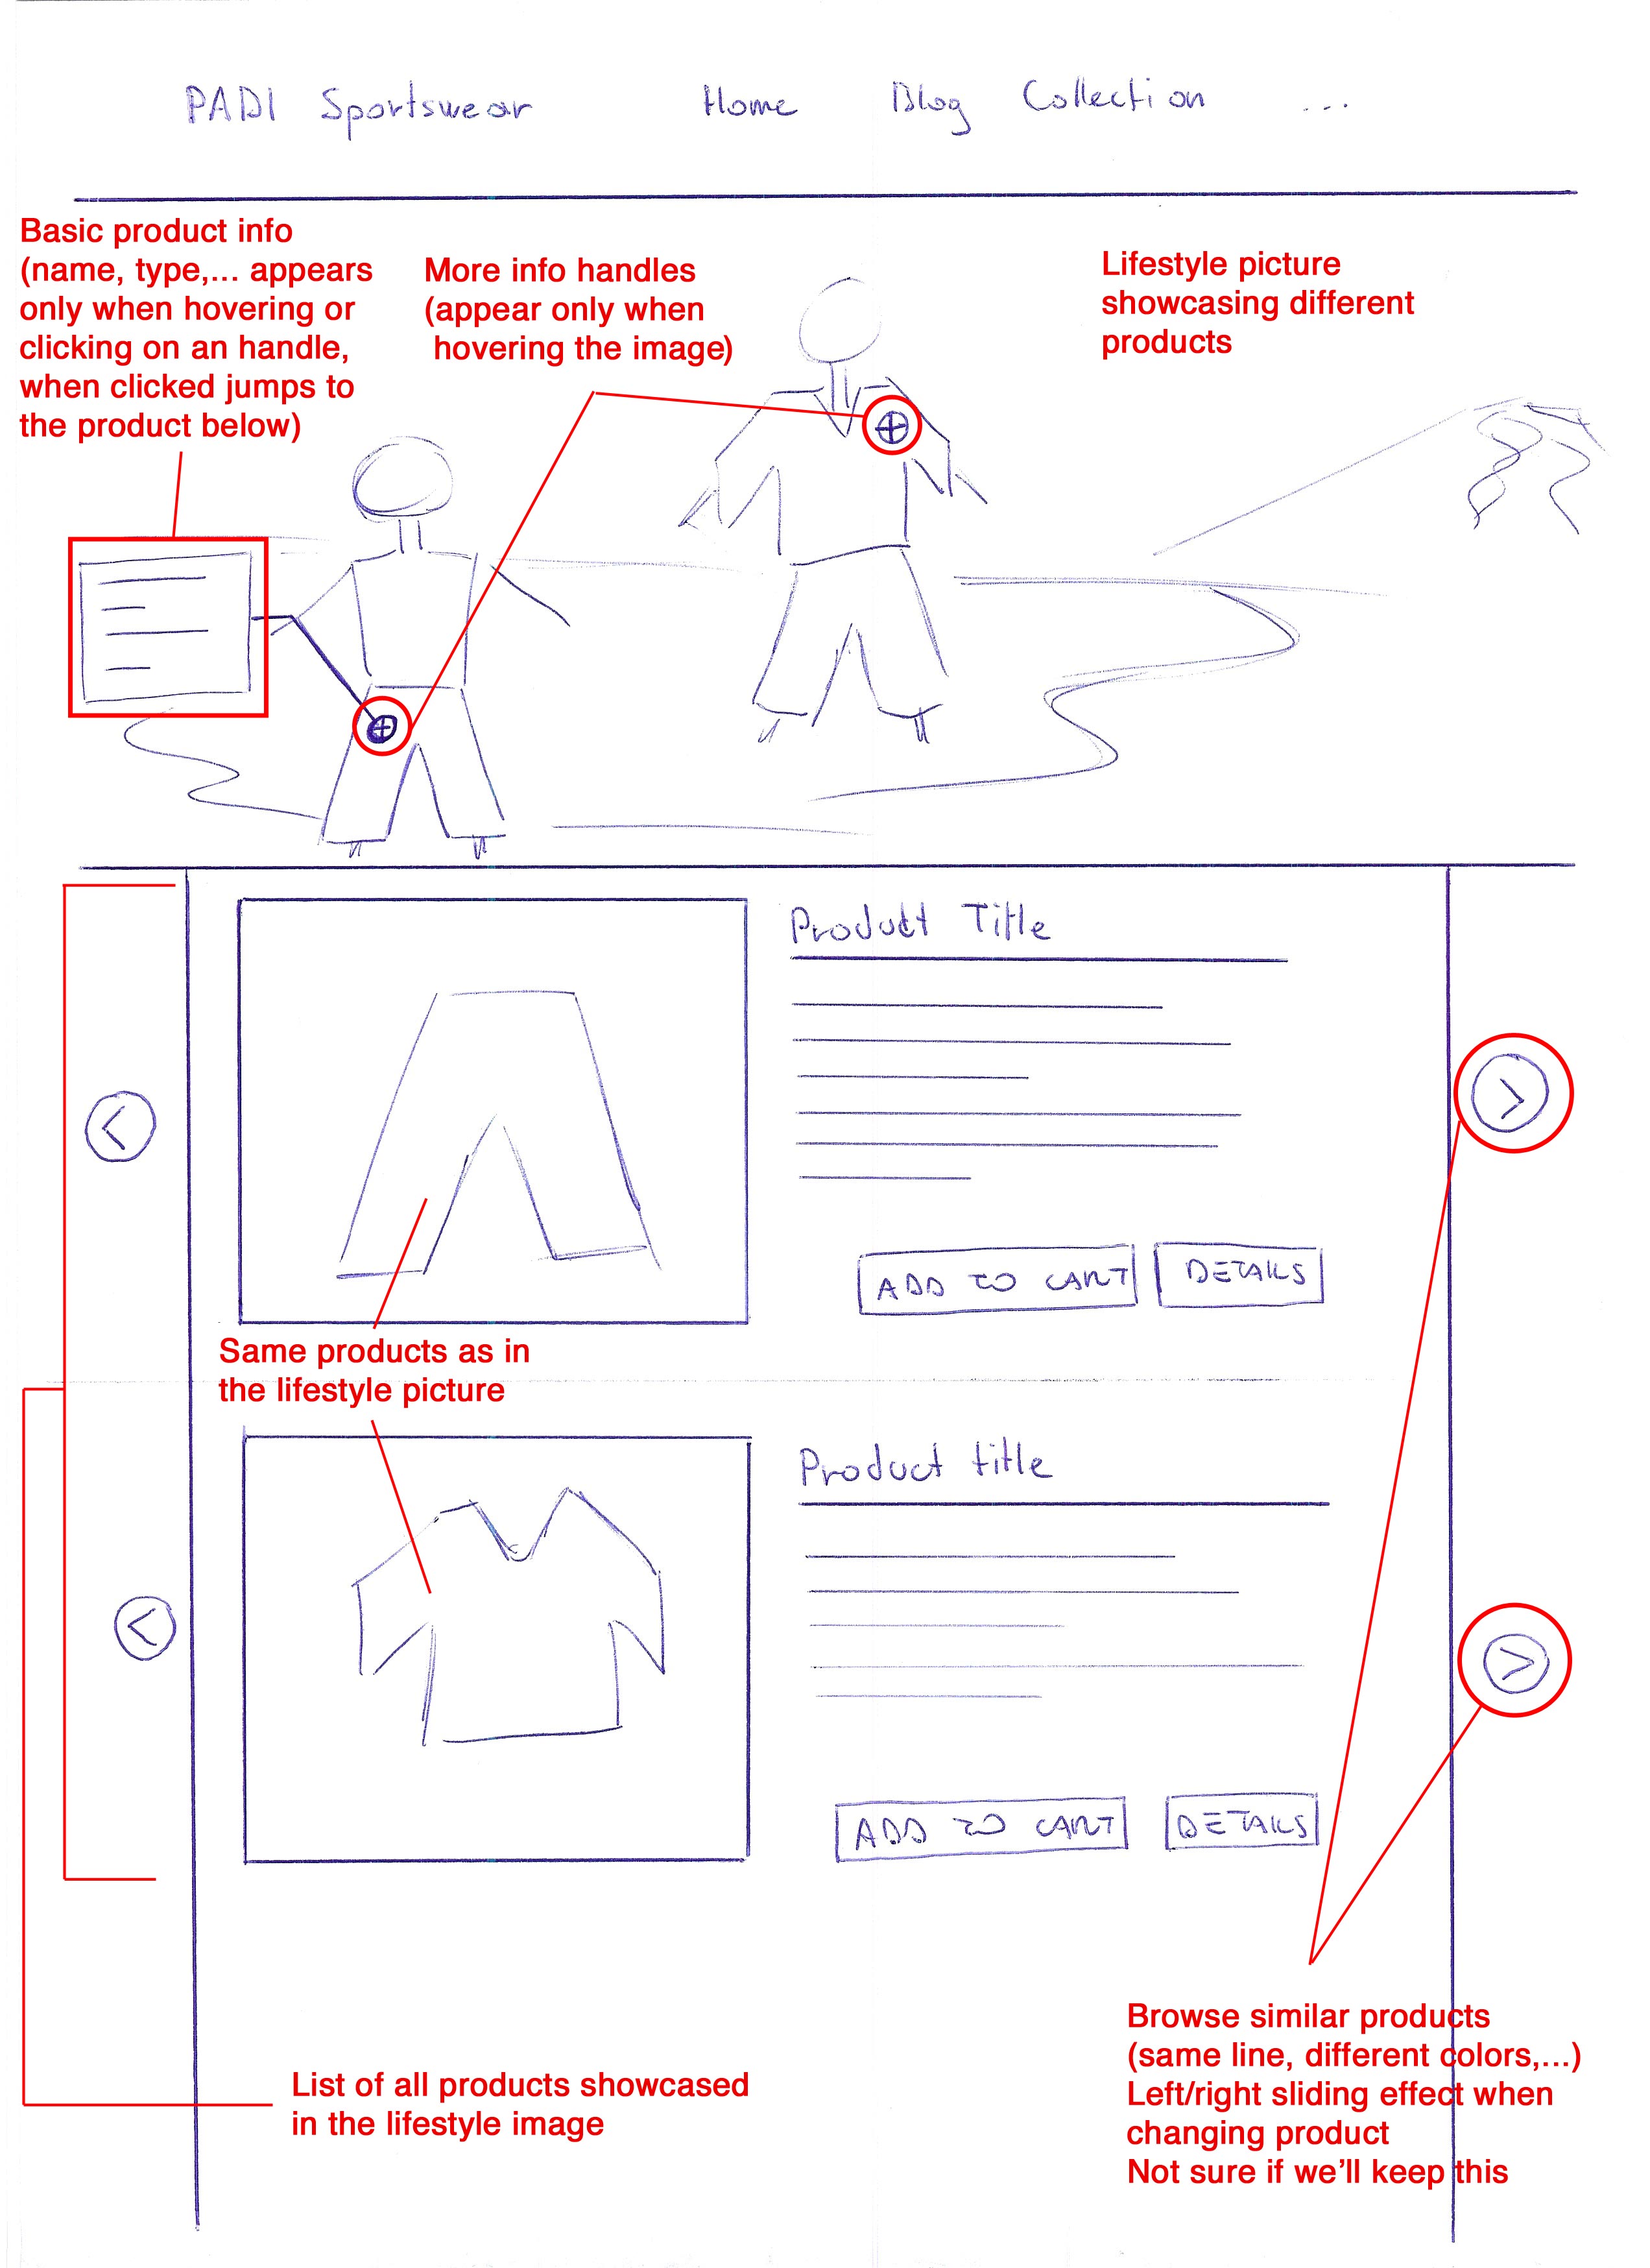 PADI Sportswear Home Blog Collection ...
Basic product info
(name, type,... appears
only when hovering or
clicking on an handle,
when clicked jumps to
the product below)
More info handles
(appear only when
hovering the image)
Lifestyle picture
showcasing different
products
Product Title
ADD TO CART DETAILS
Same products as in
the lifestyle picture
Product title
ADD TO CART DETAILS
List of all products showcased
in the lifestyle image
Browse similar products
(same line, different colors,...)
Left/right sliding effect when
changing product
Not sure if we'll keep this